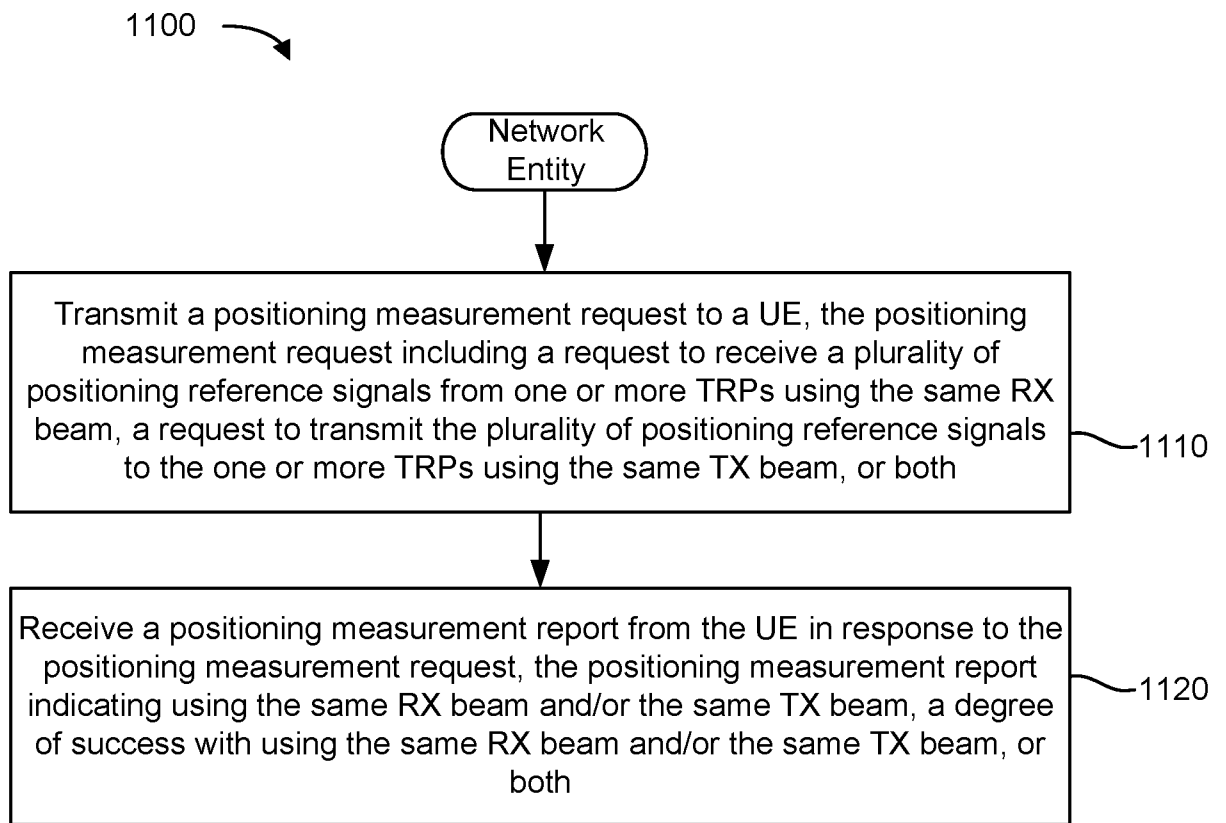 1100
Network
Entity
Transmit a positioning measurement request to a UE, the positioning
measurement request including a request to receive a plurality of
positioning reference signals from one or more TRPs using the same RX
beam, a request to transmit the plurality of positioning reference signals
to the one or more TRPs using the same TX beam, or both
1110
Receive a positioning measurement report from the UE in response to the
positioning measurement request, the positioning measurement report
indicating using the same RX beam and/or the same TX beam, a degree
of success with using the same RX beam and/or the same TX beam, or
both
1120